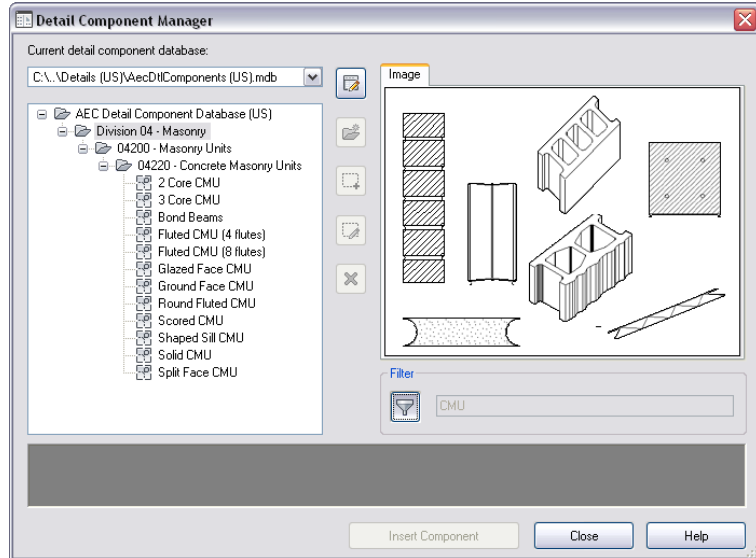 Detail Component Manager
Current detail component database:
C:\..\Details (US)\AecDtlComponents (US).mdb
Image
AEC Detail Component Database (US)
Division 04 - Masonry
04200 - Masonry Units
04220 - Concrete Masonry Units
2 Core CMU
3 Core CMU
Bond Beams
Fluted CMU (4 flutes)
Fluted CMU (8 flutes)
Glazed Face CMU
Ground Face CMU
Round Fluted CMU
Scored CMU
Shaped Sill CMU
Solid CMU
Split Face CMU
Filter
CMU
Insert Component
Close
Help